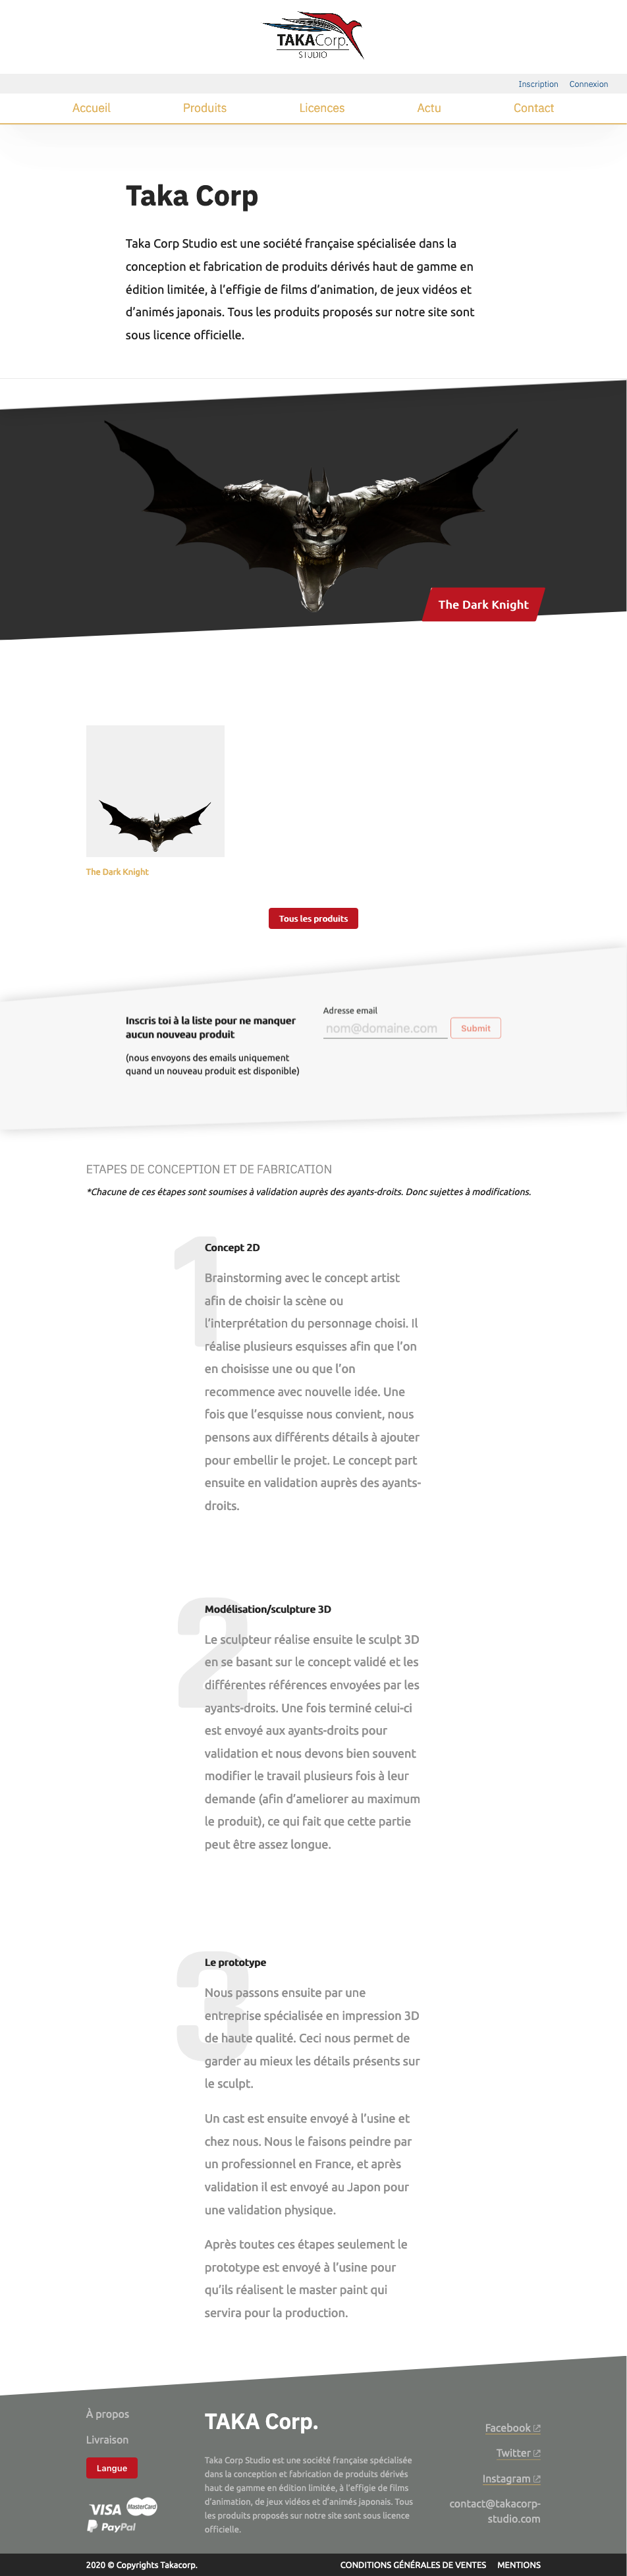 TAKACorp.
STUDIO
Inscription Connexion
Accueil Produits Licences Actu Contact
Taka Corp
Taka Corp Studio est une société française spécialisée dans la
conception et fabrication de produits dérivés haut de gamme en
édition limitée, à l’effigie de films d’animation, de jeux vidéos et
d’animés japonais. Tous les produits proposés sur notre site sont
sous licence officielle.
The Dark Knight
The Dark Knight
Tous les produits
Inscris toi à la liste pour ne manquer
aucun nouveau produit
(nous envoyons des emails uniquement
quand un nouveau produit est disponible)
Adresse email
nom@domaine.com Submit
ETAPES DE CONCEPTION ET DE FABRICATION
*Chacune de ces étapes sont soumises à validation auprès des ayants-droits. Donc sujettes à modifications.
1
Concept 2D
Brainstorming avec le concept artist
afin de choisir la scène ou
l’interprétation du personnage choisi. Il
réalise plusieurs esquisses afin que l’on
en choisisse une ou que l’on
recommence avec nouvelle idée. Une
fois que l’esquisse nous convient, nous
pensons aux différents détails à ajouter
pour embellir le projet. Le concept part
ensuite en validation auprès des ayants-
droits.
2
Modélisation/sculpture 3D
Le sculpteur réalise ensuite le sculpt 3D
en se basant sur le concept validé et les
différentes références envoyées par les
ayants-droits. Une fois terminé celui-ci
est envoyé aux ayants-droits pour
validation et nous devons bien souvent
modifier le travail plusieurs fois à leur
demande (afin d’ameliorer au maximum
le produit), ce qui fait que cette partie
peut être assez longue.
3
Le prototype
Nous passons ensuite par une
entreprise spécialisée en impression 3D
de haute qualité. Ceci nous permet de
garder au mieux les détails présents sur
le sculpt.
Un cast est ensuite envoyé à l’usine et
chez nous. Nous le faisons peindre par
un professionnel en France, et après
validation il est envoyé au Japon pour
une validation physique.
Après toutes ces étapes seulement le
prototype est envoyé à l’usine pour
qu’ils réalisent le master paint qui
servira pour la production.
À propos
Livraison
Langue
VISA MasterCard
PayPal
TAKA Corp.
Taka Corp Studio est une société française spécialisée
dans la conception et fabrication de produits dérivés
haut de gamme en édition limitée, à l’effigie de films
d’animation, de jeux vidéos et d’animés japonais. Tous
les produits proposés sur notre site sont sous licence
officielle.
Facebook
Twitter
Instagram
contact@takacorp-
studio.com
2020 © Copyrights Takacorp. CONDITIONS GÉNÉRALES DE VENTES MENTIONS